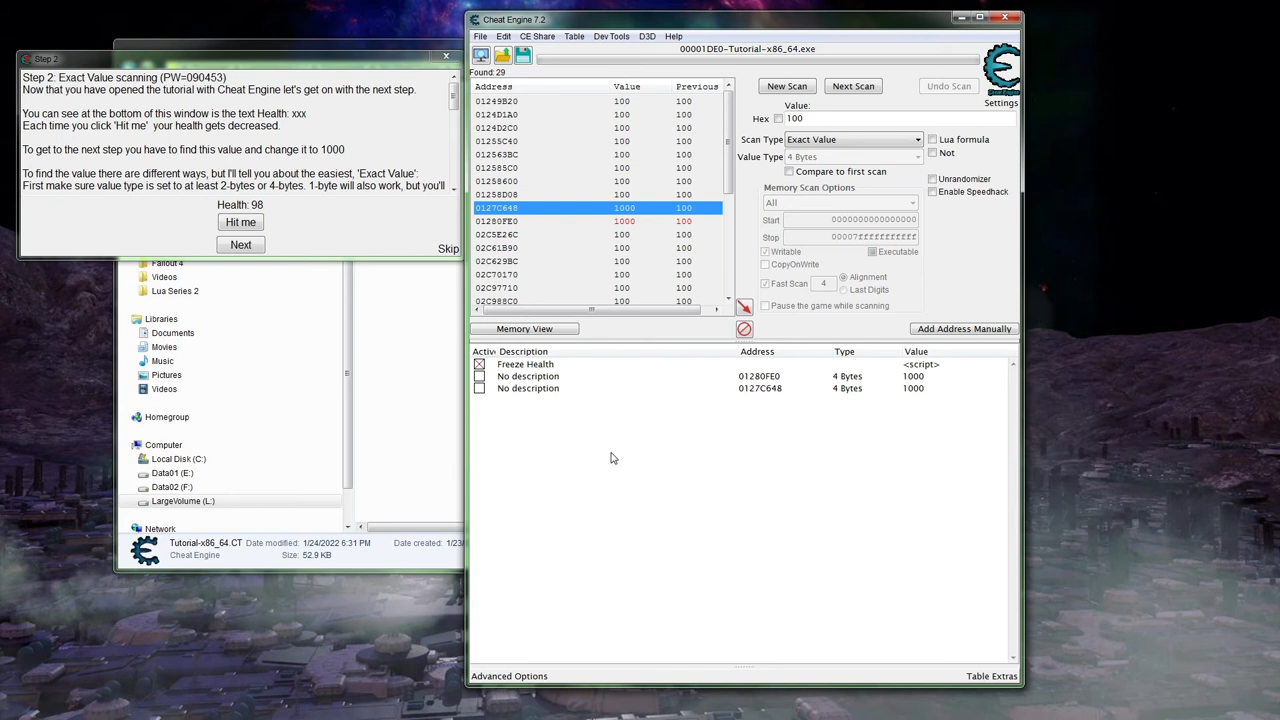 Step 2
Step 2: Exact Value scanning (PW=090453)
Now that you have opened the tutorial with Cheat Engine let's get on with the next step.
You can see at the bottom of this window is the text Health: xxx
Each time you click 'Hit me'  your health gets decreased.
To get to the next step you have to find this value and change it to 1000
To find the value there are different ways, but I'll tell you about the easiest, 'Exact Value':
First make sure value type is set to at least 2-bytes or 4-bytes. 1-byte will also work, but you'll
Health: 98
Hit me
Next
Skip
Fallout 4
Videos
Lua Series 2
Libraries
Documents
Movies
Music
Pictures
Videos
Homegroup
Computer
Local Disk (C:)
Data01 (E:)
Data02 (F:)
LargeVolume (L:)
Network
Tutorial-x86_64.CT Date modified: 1/24/2022 6:31 PM Date created: 1/23/
Cheat Engine Size: 52.9 KB
Cheat Engine 7.2
File Edit CE Share Table Dev Tools D3D Help
00001DE0-Tutorial-x86_64.exe
Found: 29
Address Value Previous
01249B20 100 100
0124D1A0 100 100
0124D2C0 100 100
01255C40 100 100
012563BC 100 100
012585C0 100 100
01258600 100 100
01258D08 100 100
0127C648 1000 100
01280FE0 1000 100
02C5E26C 100 100
02C61B90 100 100
02C629BC 100 100
02C70170 100 100
02C97710 100 100
02C988C0 100 100
New Scan Next Scan Undo Scan
Cheat Engine
Settings
Value:
Hex 100
Scan Type Exact Value
Lua formula
Not
Value Type 4 Bytes
Compare to first scan
Unrandomizer
Enable Speedhack
Memory Scan Options
All
Start 0000000000000000
Stop 00007fffffffffff
Writable Executable
CopyOnWrite
Fast Scan 4 Alignment
Last Digits
Pause the game while scanning
Memory View
Add Address Manually
Active Description Address Type Value
Freeze Health <script>
No description 01280FE0 4 Bytes 1000
No description 0127C648 4 Bytes 1000
Advanced Options
Table Extras